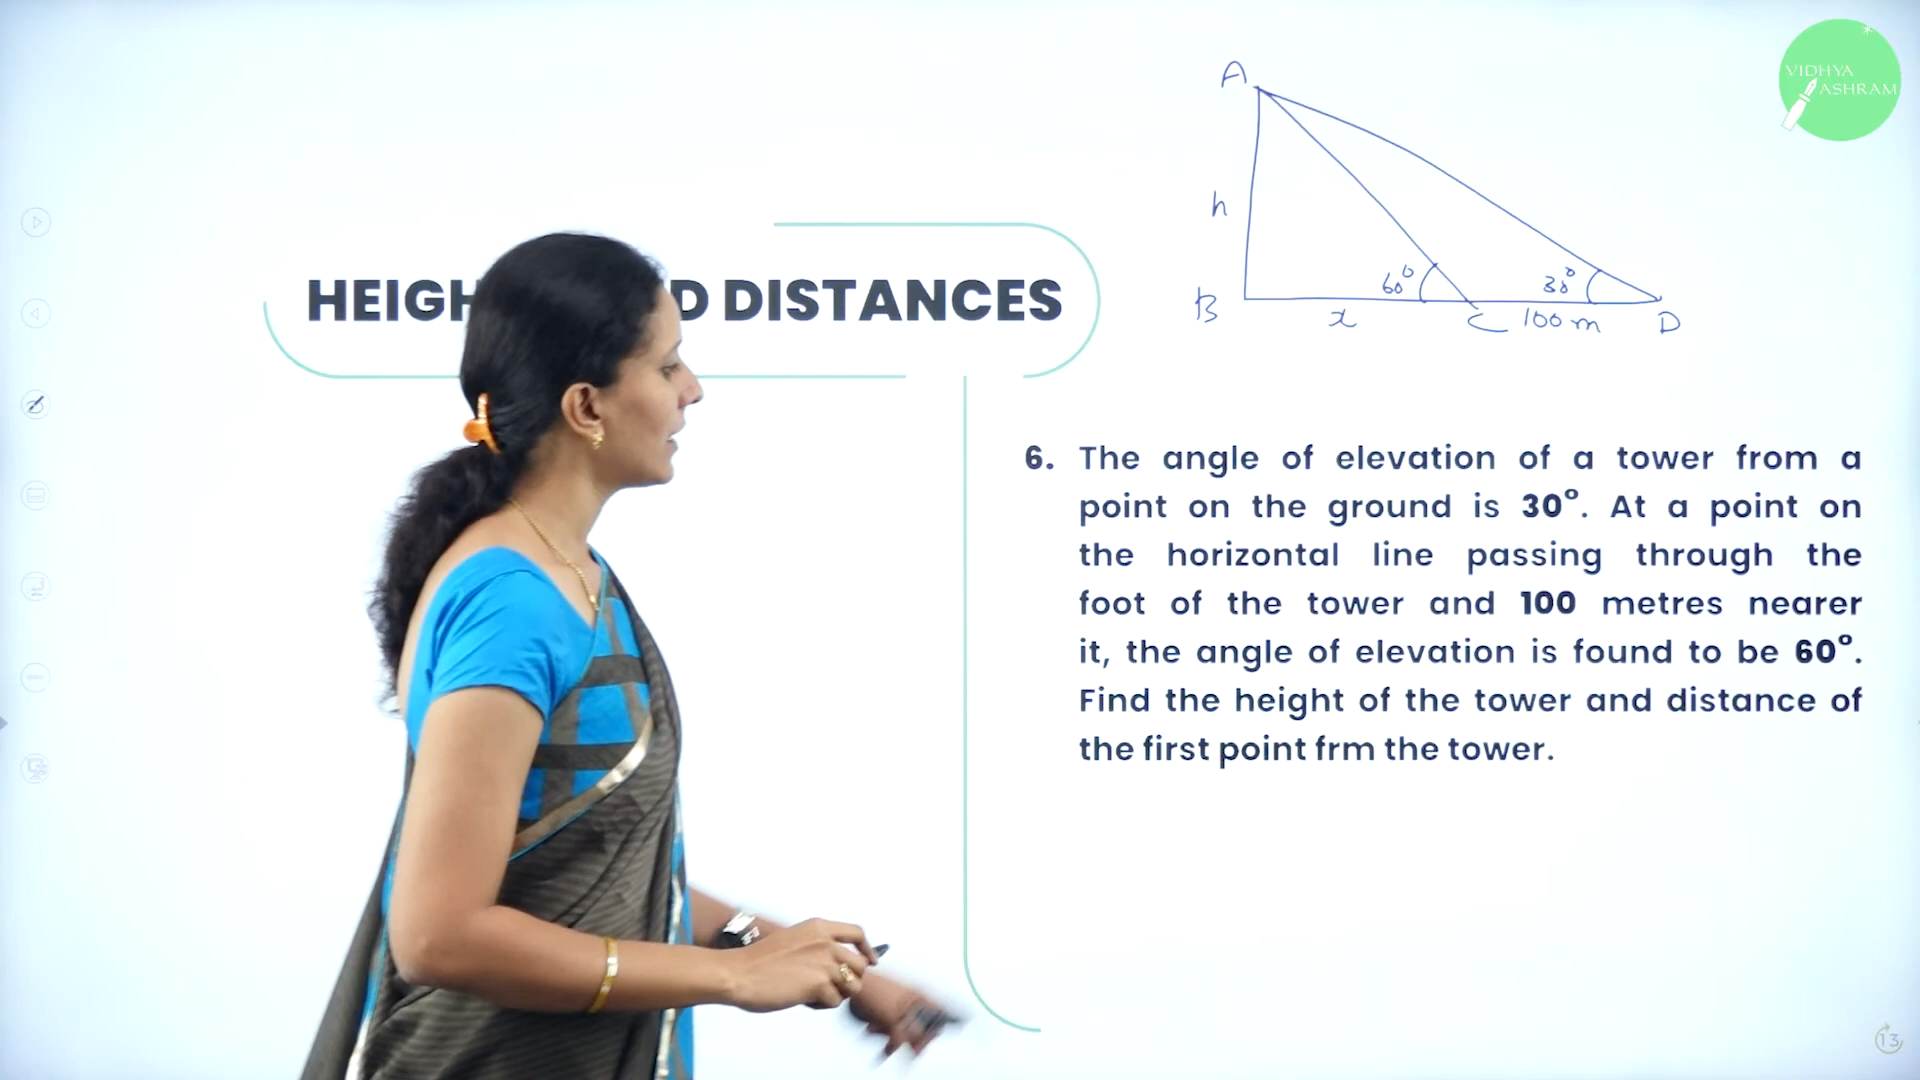 VIDHYA
ASHRAM
A
h
60°
30°
B
x
C
100 m
D
HEIGH D DISTANCES
6. The angle of elevation of a tower from a
point on the ground is 30°. At a point on
the horizontal line passing through the
foot of the tower and 100 metres nearer
it, the angle of elevation is found to be 60°.
Find the height of the tower and distance of
the first point frm the tower.
13